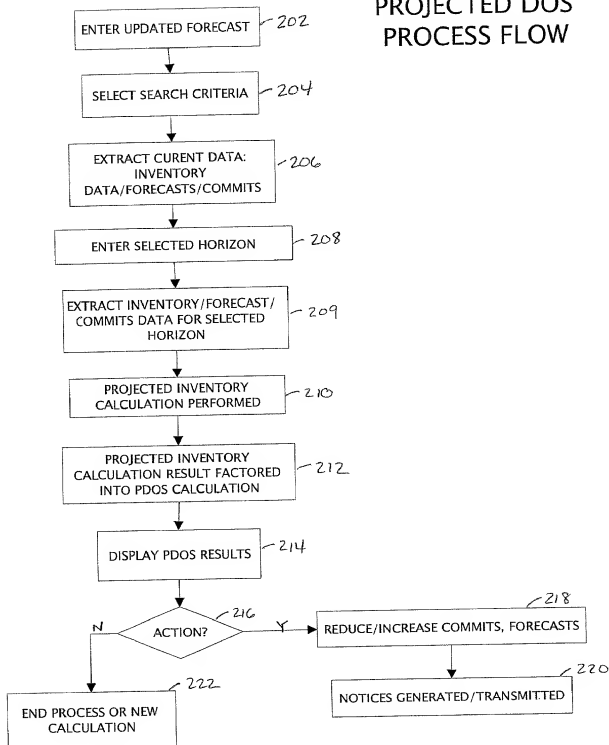 PROJECTED DOS
PROCESS FLOW
ENTER UPDATED FORECAST
202
SELECT SEARCH CRITERIA
204
EXTRACT CURENT DATA:
INVENTORY
DATA/FORECASTS/COMMITS
206
ENTER SELECTED HORIZON
208
EXTRACT INVENTORY/FORECAST/
COMMITS DATA FOR SELECTED
HORIZON
209
PROJECTED INVENTORY
CALCULATION PERFORMED
210
PROJECTED INVENTORY
CALCULATION RESULT FACTORED
INTO PDOS CALCULATION
212
DISPLAY PDOS RESULTS
214
ACTION?
216
N
Y
REDUCE/INCREASE COMMITS, FORECASTS
218
NOTICES GENERATED/TRANSMITTED
220
END PROCESS OR NEW
CALCULATION
222